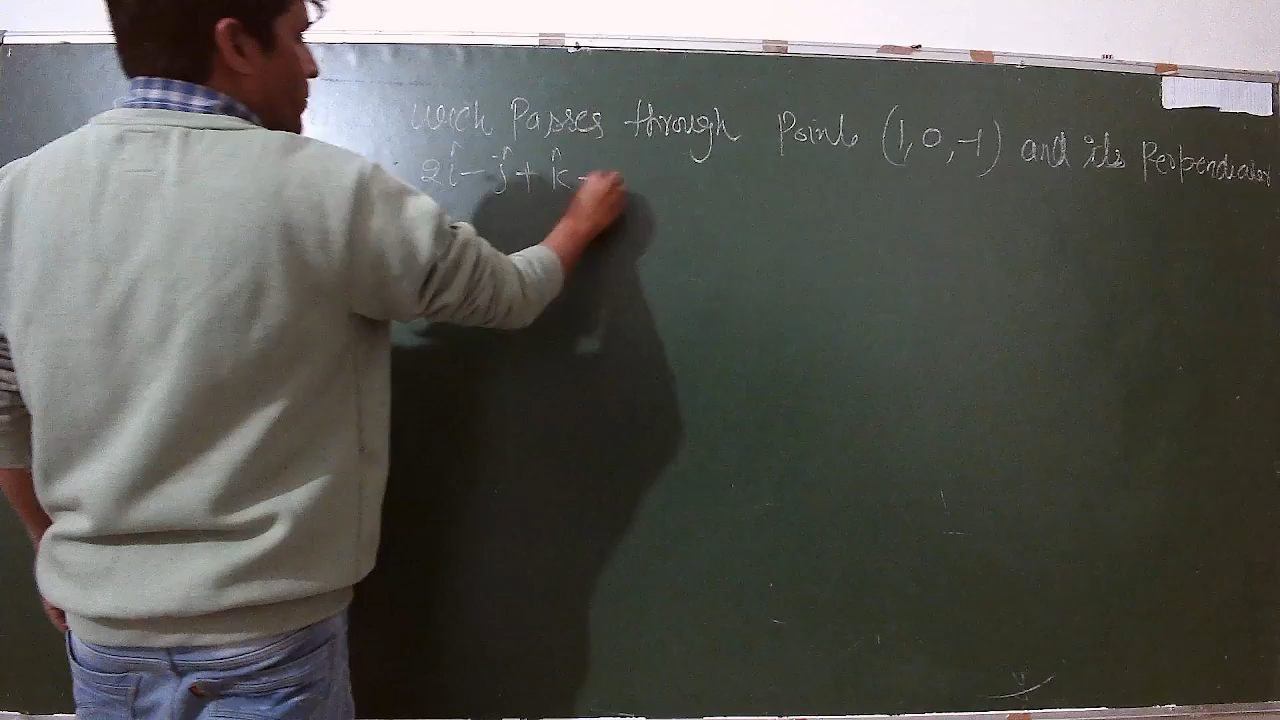 which Passes through Point (1, 0, -1) and its Perpendicular
2î - ĵ + k̂ -